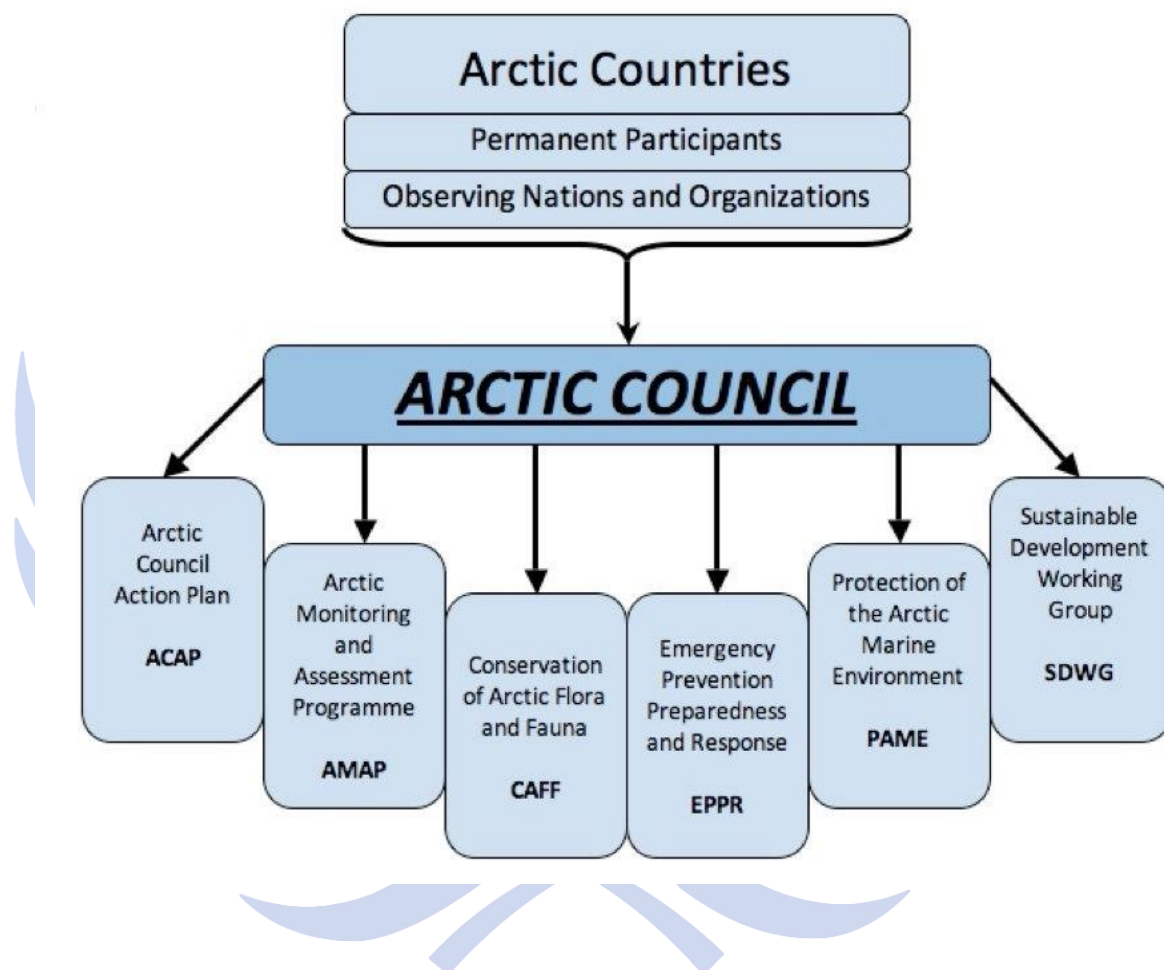 Arctic Countries
Permanent Participants
Observing Nations and Organizations
ARCTIC COUNCIL
Arctic
Council
Action Plan
ACAP
Arctic
Monitoring
and
Assessment
Programme
AMAP
Conservation
of Arctic Flora
and Fauna
CAFF
Emergency
Prevention
Preparedness
and Response
EPPR
Protection of
the Arctic
Marine
Environment
PAME
Sustainable
Development
Working
Group
SDWG